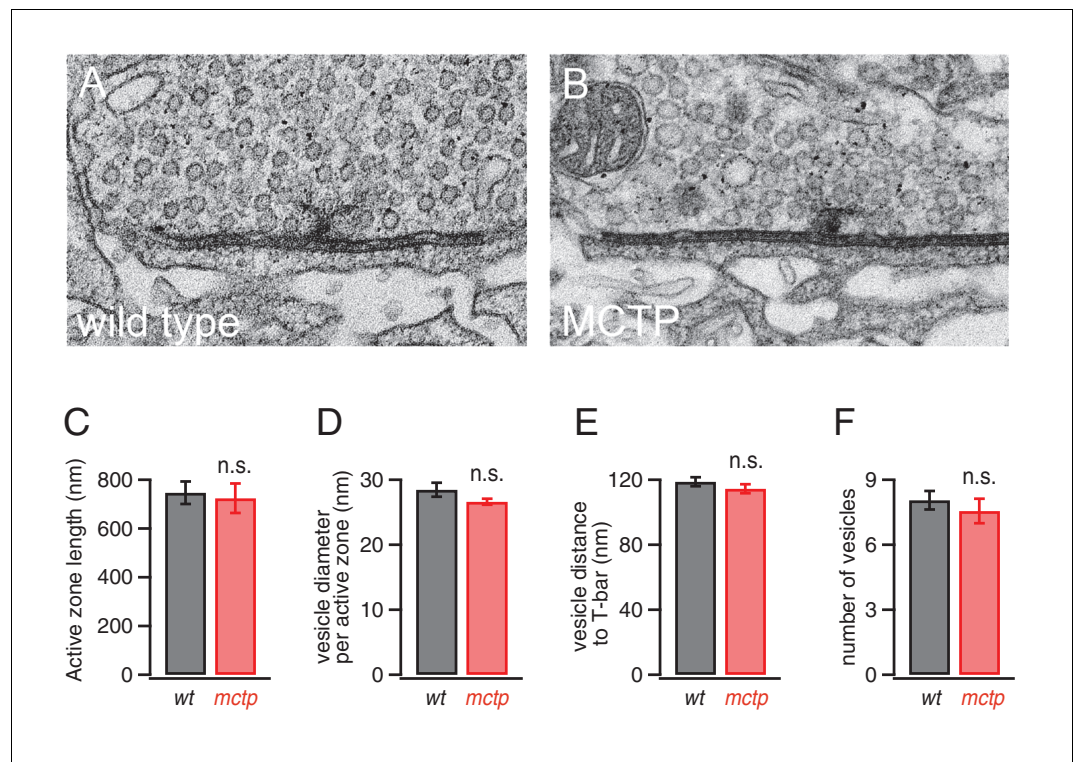 A
wild type
B
MCTP
C
Active zone length (nm)
800
600
400
200
0
n.s.
wt
mctp
D
vesicle diameter
per active zone (nm)
30
20
10
0
n.s.
wt
mctp
E
vesicle distance
to T-bar (nm)
120
80
40
0
n.s.
wt
mctp
F
number of vesicles
9
6
3
0
n.s.
wt
mctp